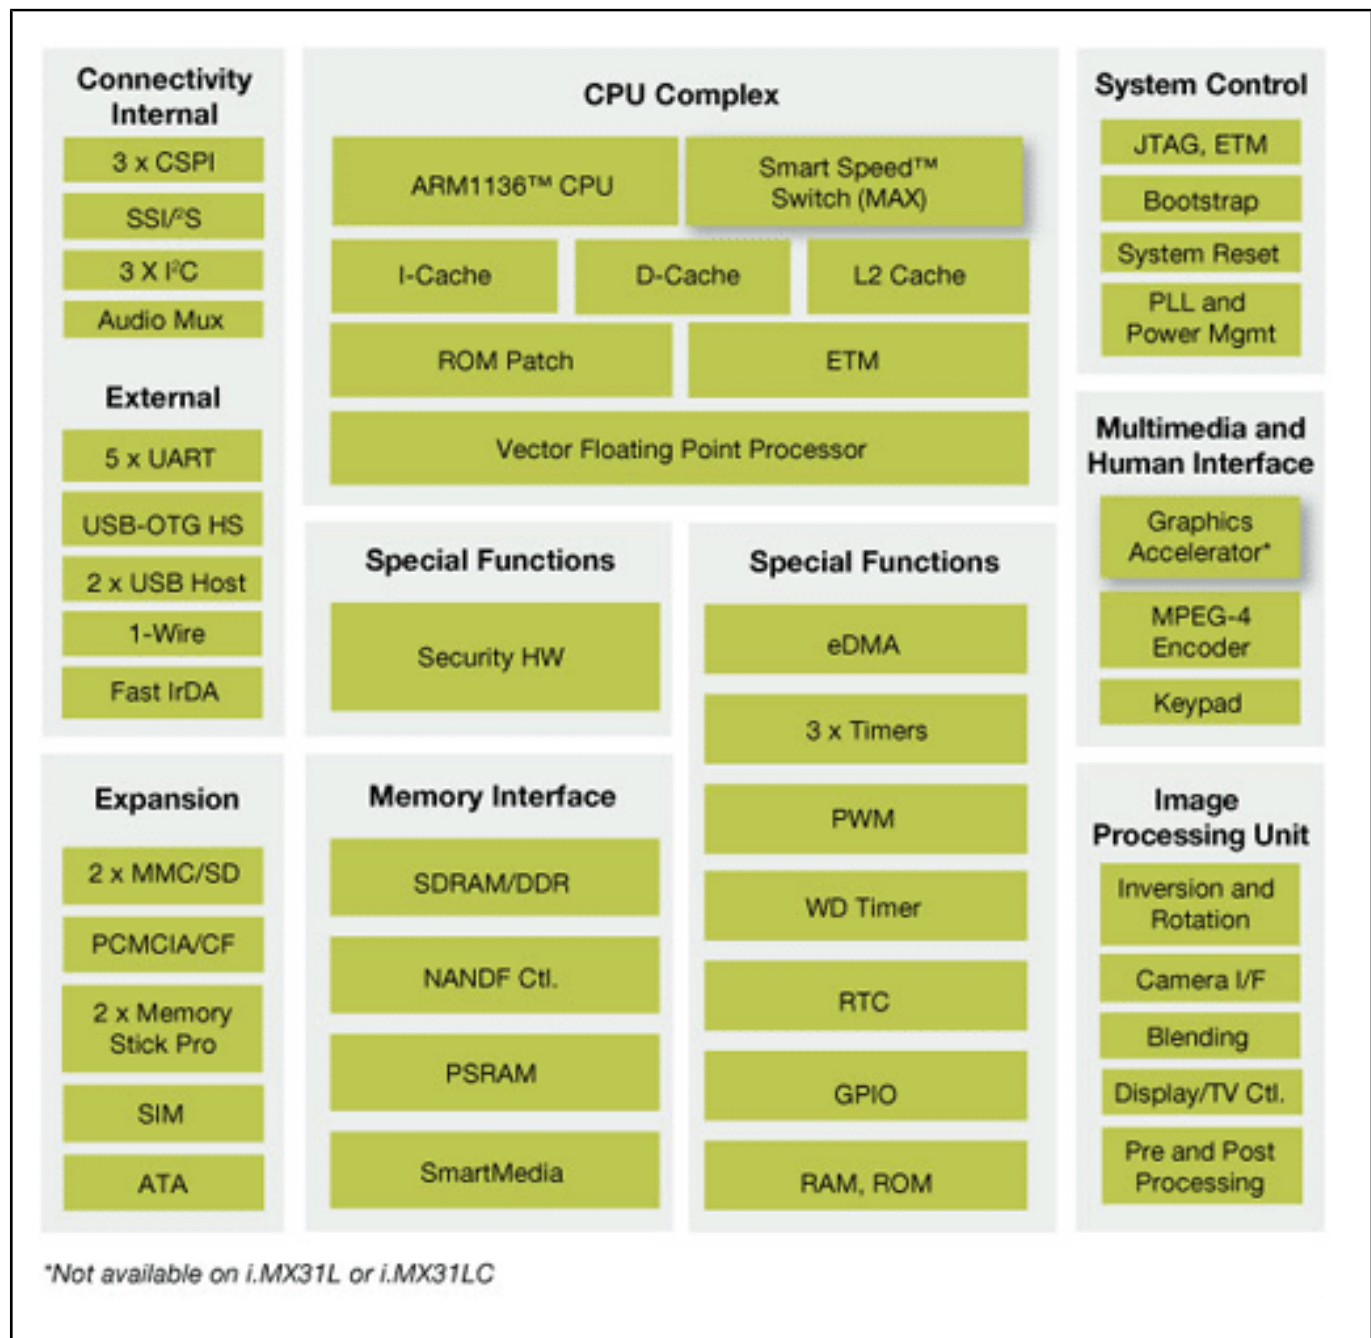 Connectivity
Internal
3 x CSPI
SSI/²S
3 X I²C
Audio Mux
External
5 x UART
USB-OTG HS
2 x USB Host
1-Wire
Fast IrDA
Expansion
2 x MMC/SD
PCMCIA/CF
2 x Memory
Stick Pro
SIM
ATA
CPU Complex
ARM1136™ CPU
Smart Speed™
Switch (MAX)
I-Cache
D-Cache
L2 Cache
ROM Patch
ETM
Vector Floating Point Processor
Special Functions
Security HW
Memory Interface
SDRAM/DDR
NANDF Ctl.
PSRAM
SmartMedia
Special Functions
eDMA
3 x Timers
PWM
WD Timer
RTC
GPIO
RAM, ROM
System Control
JTAG, ETM
Bootstrap
System Reset
PLL and
Power Mgmt
Multimedia and
Human Interface
Graphics
Accelerator*
MPEG-4
Encoder
Keypad
Image
Processing Unit
Inversion and
Rotation
Camera I/F
Blending
Display/TV Ctl.
Pre and Post
Processing
*Not available on i.MX31L or i.MX31LC